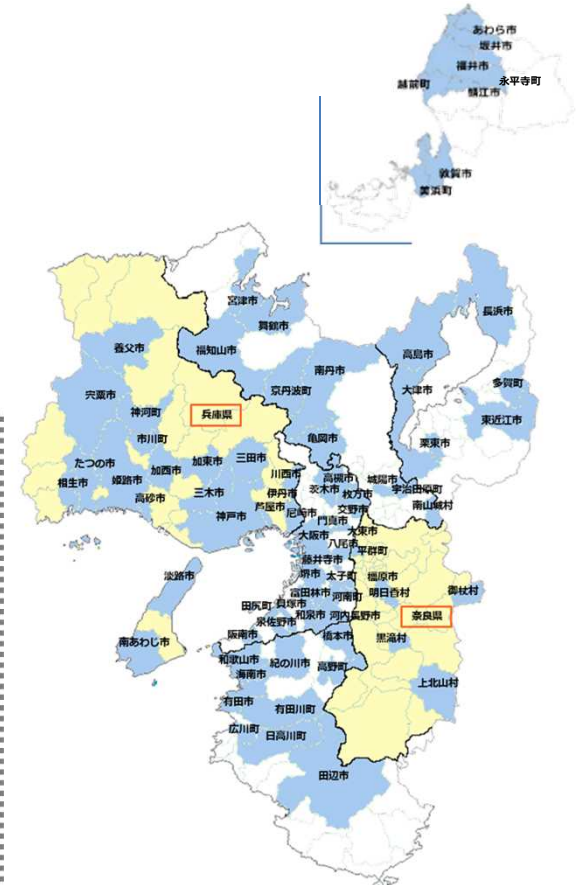 あわら市
坂井市
福井市
永平寺町
越前町
鯖江市
敦賀市
美浜町
宮津市
舞鶴市
長浜市
養父市
福知山市
高島市
南丹市
多賀町
宍粟市
京丹波町
大津市
神河町
兵庫県
東近江市
市川町
亀岡市
栗東市
たつの市
加西市
加東市
三田市
川西市
高槻市
城陽市
相生市
姫路市
茨木市
枚方市
宇治田原町
高砂市
三木市
伊丹市
芦屋市
尼崎市
交野市
南山城村
神戸市
門真市
大阪市
大東市
八尾市
平群町
藤井寺市
淡路市
堺市
太子町
橿原市
富田林市
河南町
明日香村
御杖村
田尻町
貝塚市
和泉市
河内長野市
奈良県
泉佐野市
南あわじ市
阪南市
橋本市
黒滝村
和歌山市
紀の川市
高野町
海南市
上北山村
有田市
有田川町
広川町
日高川町
田辺市